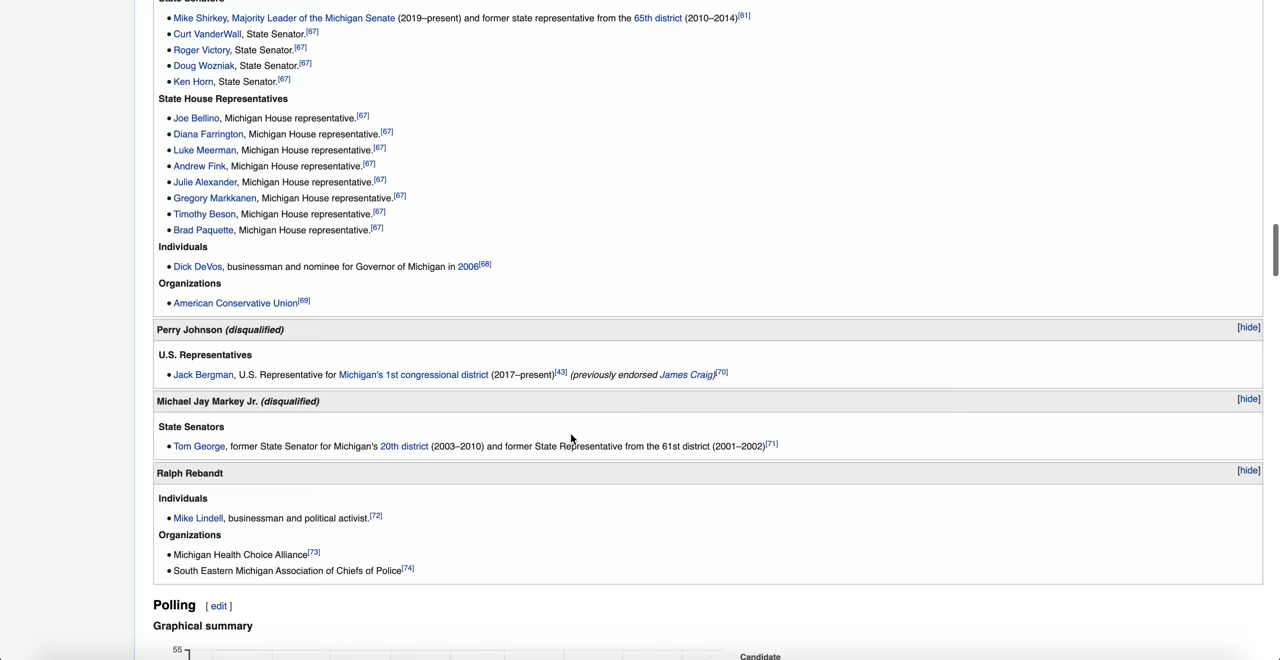 State Senators
• Mike Shirkey, Majority Leader of the Michigan Senate (2019–present) and former state representative from the 65th district (2010–2014)[61]
• Curt VanderWall, State Senator.[67]
• Roger Victory, State Senator.[67]
• Doug Wozniak, State Senator.[67]
• Ken Horn, State Senator.[67]
State House Representatives
• Joe Bellino, Michigan House representative.[67]
• Diana Farrington, Michigan House representative.[67]
• Luke Meerman, Michigan House representative.[67]
• Andrew Fink, Michigan House representative.[67]
• Julie Alexander, Michigan House representative.[67]
• Gregory Markkanen, Michigan House representative.[67]
• Timothy Beson, Michigan House representative.[67]
• Brad Paquette, Michigan House representative.[67]
Individuals
• Dick DeVos, businessman and nominee for Governor of Michigan in 2006[68]
Organizations
• American Conservative Union[69]
Perry Johnson (disqualified) [hide]
U.S. Representatives
• Jack Bergman, U.S. Representative for Michigan's 1st congressional district (2017–present)[43] (previously endorsed James Craig)[70]
Michael Jay Markey Jr. (disqualified) [hide]
State Senators
• Tom George, former State Senator for Michigan's 20th district (2003–2010) and former State Representative from the 61st district (2001–2002)[71]
Ralph Rebandt [hide]
Individuals
• Mike Lindell, businessman and political activist.[72]
Organizations
• Michigan Health Choice Alliance[73]
• South Eastern Michigan Association of Chiefs of Police[74]
Polling [ edit ]
Graphical summary
55
Candidate